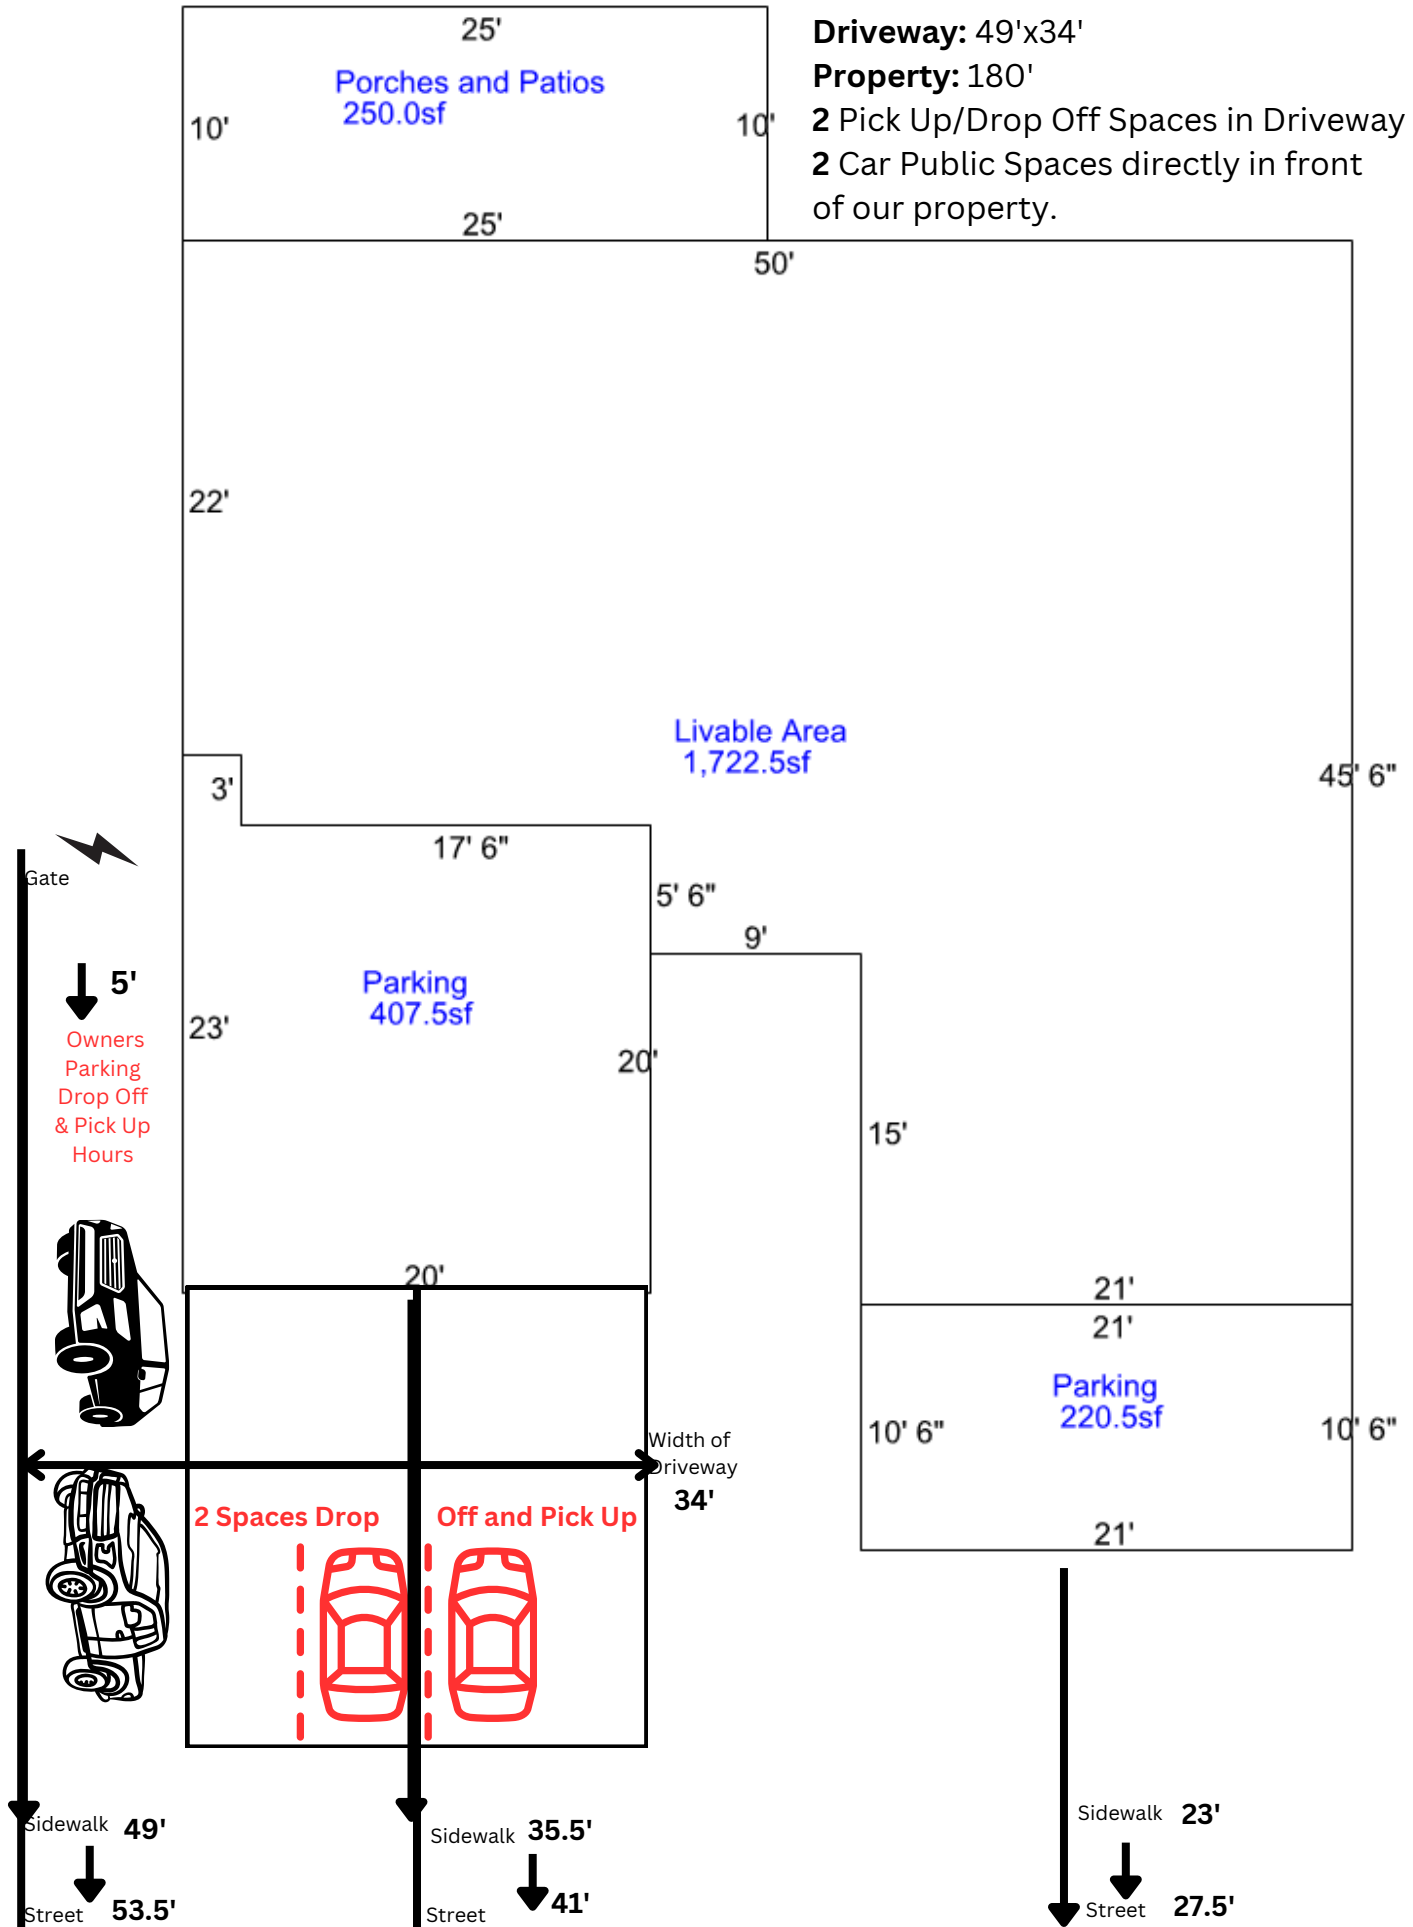 25'
Driveway: 49'x34'
Property: 180'
2 Pick Up/Drop Off Spaces in Driveway
2 Car Public Spaces directly in front
of our property.
Porches and Patios
250.0sf
10'
10'
25'
50'
22'
Livable Area
1,722.5sf
45' 6"
3'
17' 6"
Gate
5' 6"
9'
5'
Parking
407.5sf
23'
20'
Owners
Parking
Drop Off
& Pick Up
Hours
15'
20'
21'
21'
Parking
220.5sf
10' 6"
10' 6"
Width of
Driveway
34'
2 Spaces Drop Off and Pick Up
21'
Sidewalk 49'
Sidewalk 35.5'
Sidewalk 23'
Street 53.5'
Street 41'
Street 27.5'